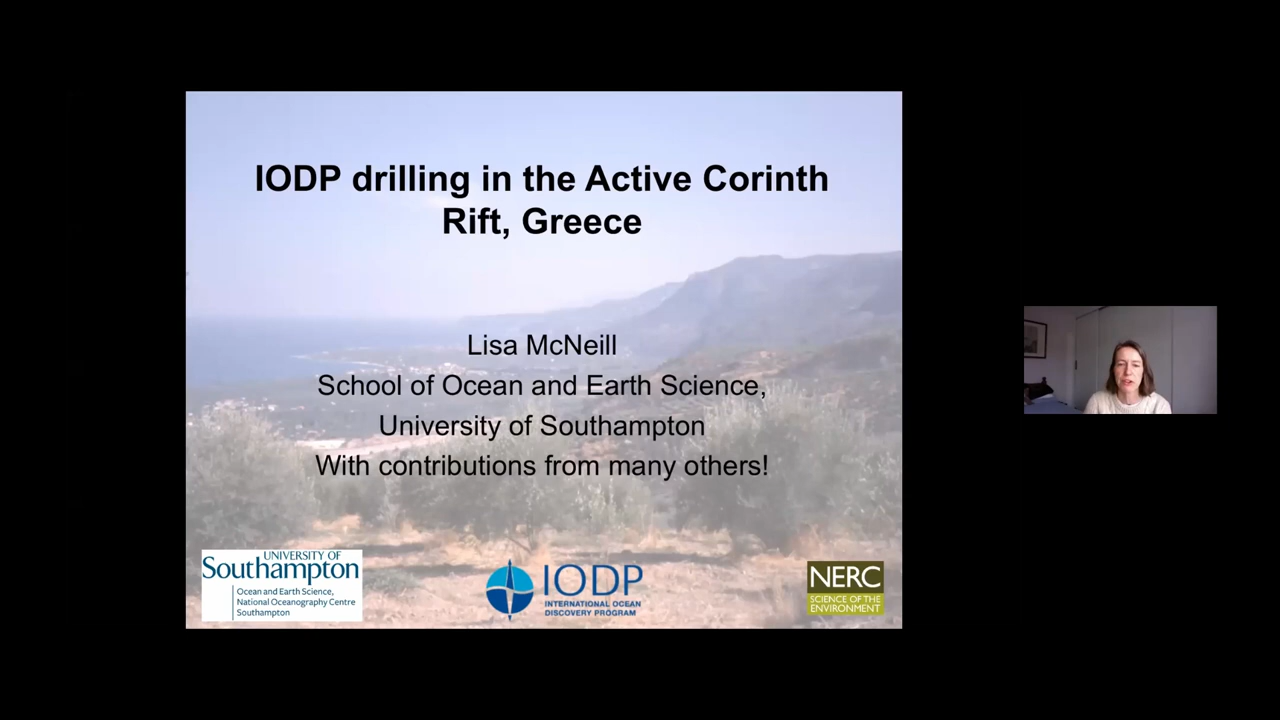 IODP drilling in the Active Corinth
Rift, Greece
Lisa McNeill
School of Ocean and Earth Science,
University of Southampton
With contributions from many others!
UNIVERSITY OF
Southampton
Ocean and Earth Science,
National Oceanography Centre
Southampton
IODP
INTERNATIONAL OCEAN
DISCOVERY PROGRAM
NERC
SCIENCE OF THE
ENVIRONMENT